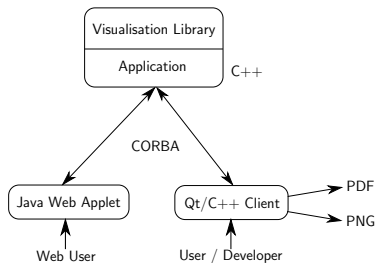 Visualisation Library
Application
C++
CORBA
Java Web Applet
Qt/C++ Client
PDF
PNG
Web User
User / Developer